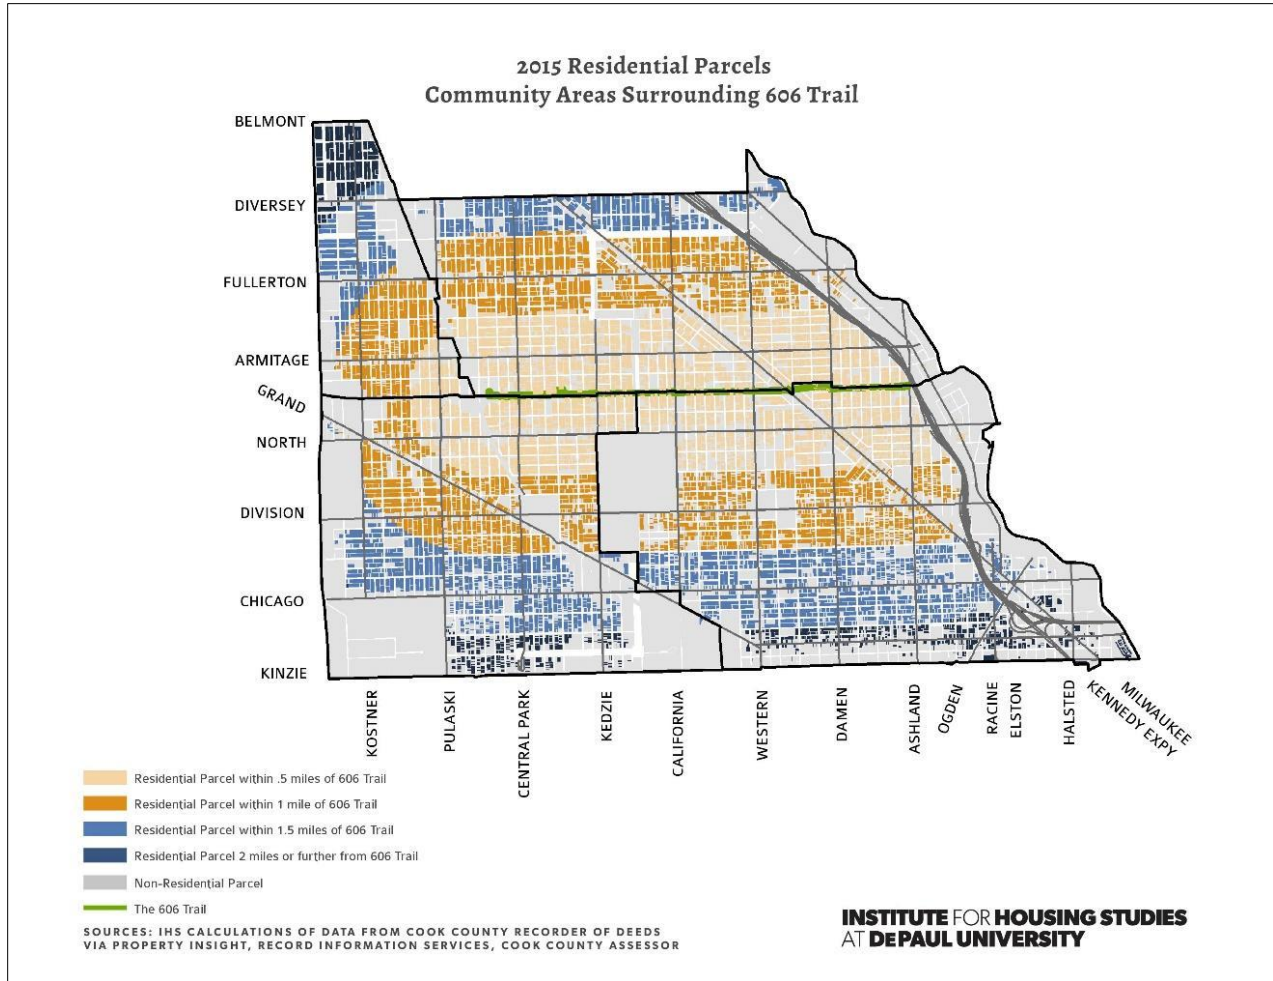 2015 Residential Parcels
Community Areas Surrounding 606 Trail
BELMONT
DIVERSEY
FULLERTON
ARMITAGE
GRAND
NORTH
DIVISION
CHICAGO
KINZIE
KOSTNER
PULASKI
CENTRAL PARK
KEDZIE
CALIFORNIA
WESTERN
DAMEN
ASHLAND
OGDEN
RACINE
ELSTON
HALSTED
KENNEDY EXPY
MILWAUKEE
Residential Parcel within .5 miles of 606 Trail
Residential Parcel within 1 mile of 606 Trail
Residential Parcel within 1.5 miles of 606 Trail
Residential Parcel 2 miles or further from 606 Trail
Non-Residential Parcel
The 606 Trail
SOURCES: IHS CALCULATIONS OF DATA FROM COOK COUNTY RECORDER OF DEEDS
VIA PROPERTY INSIGHT, RECORD INFORMATION SERVICES, COOK COUNTY ASSESSOR
INSTITUTE FOR HOUSING STUDIES
AT DEPAUL UNIVERSITY